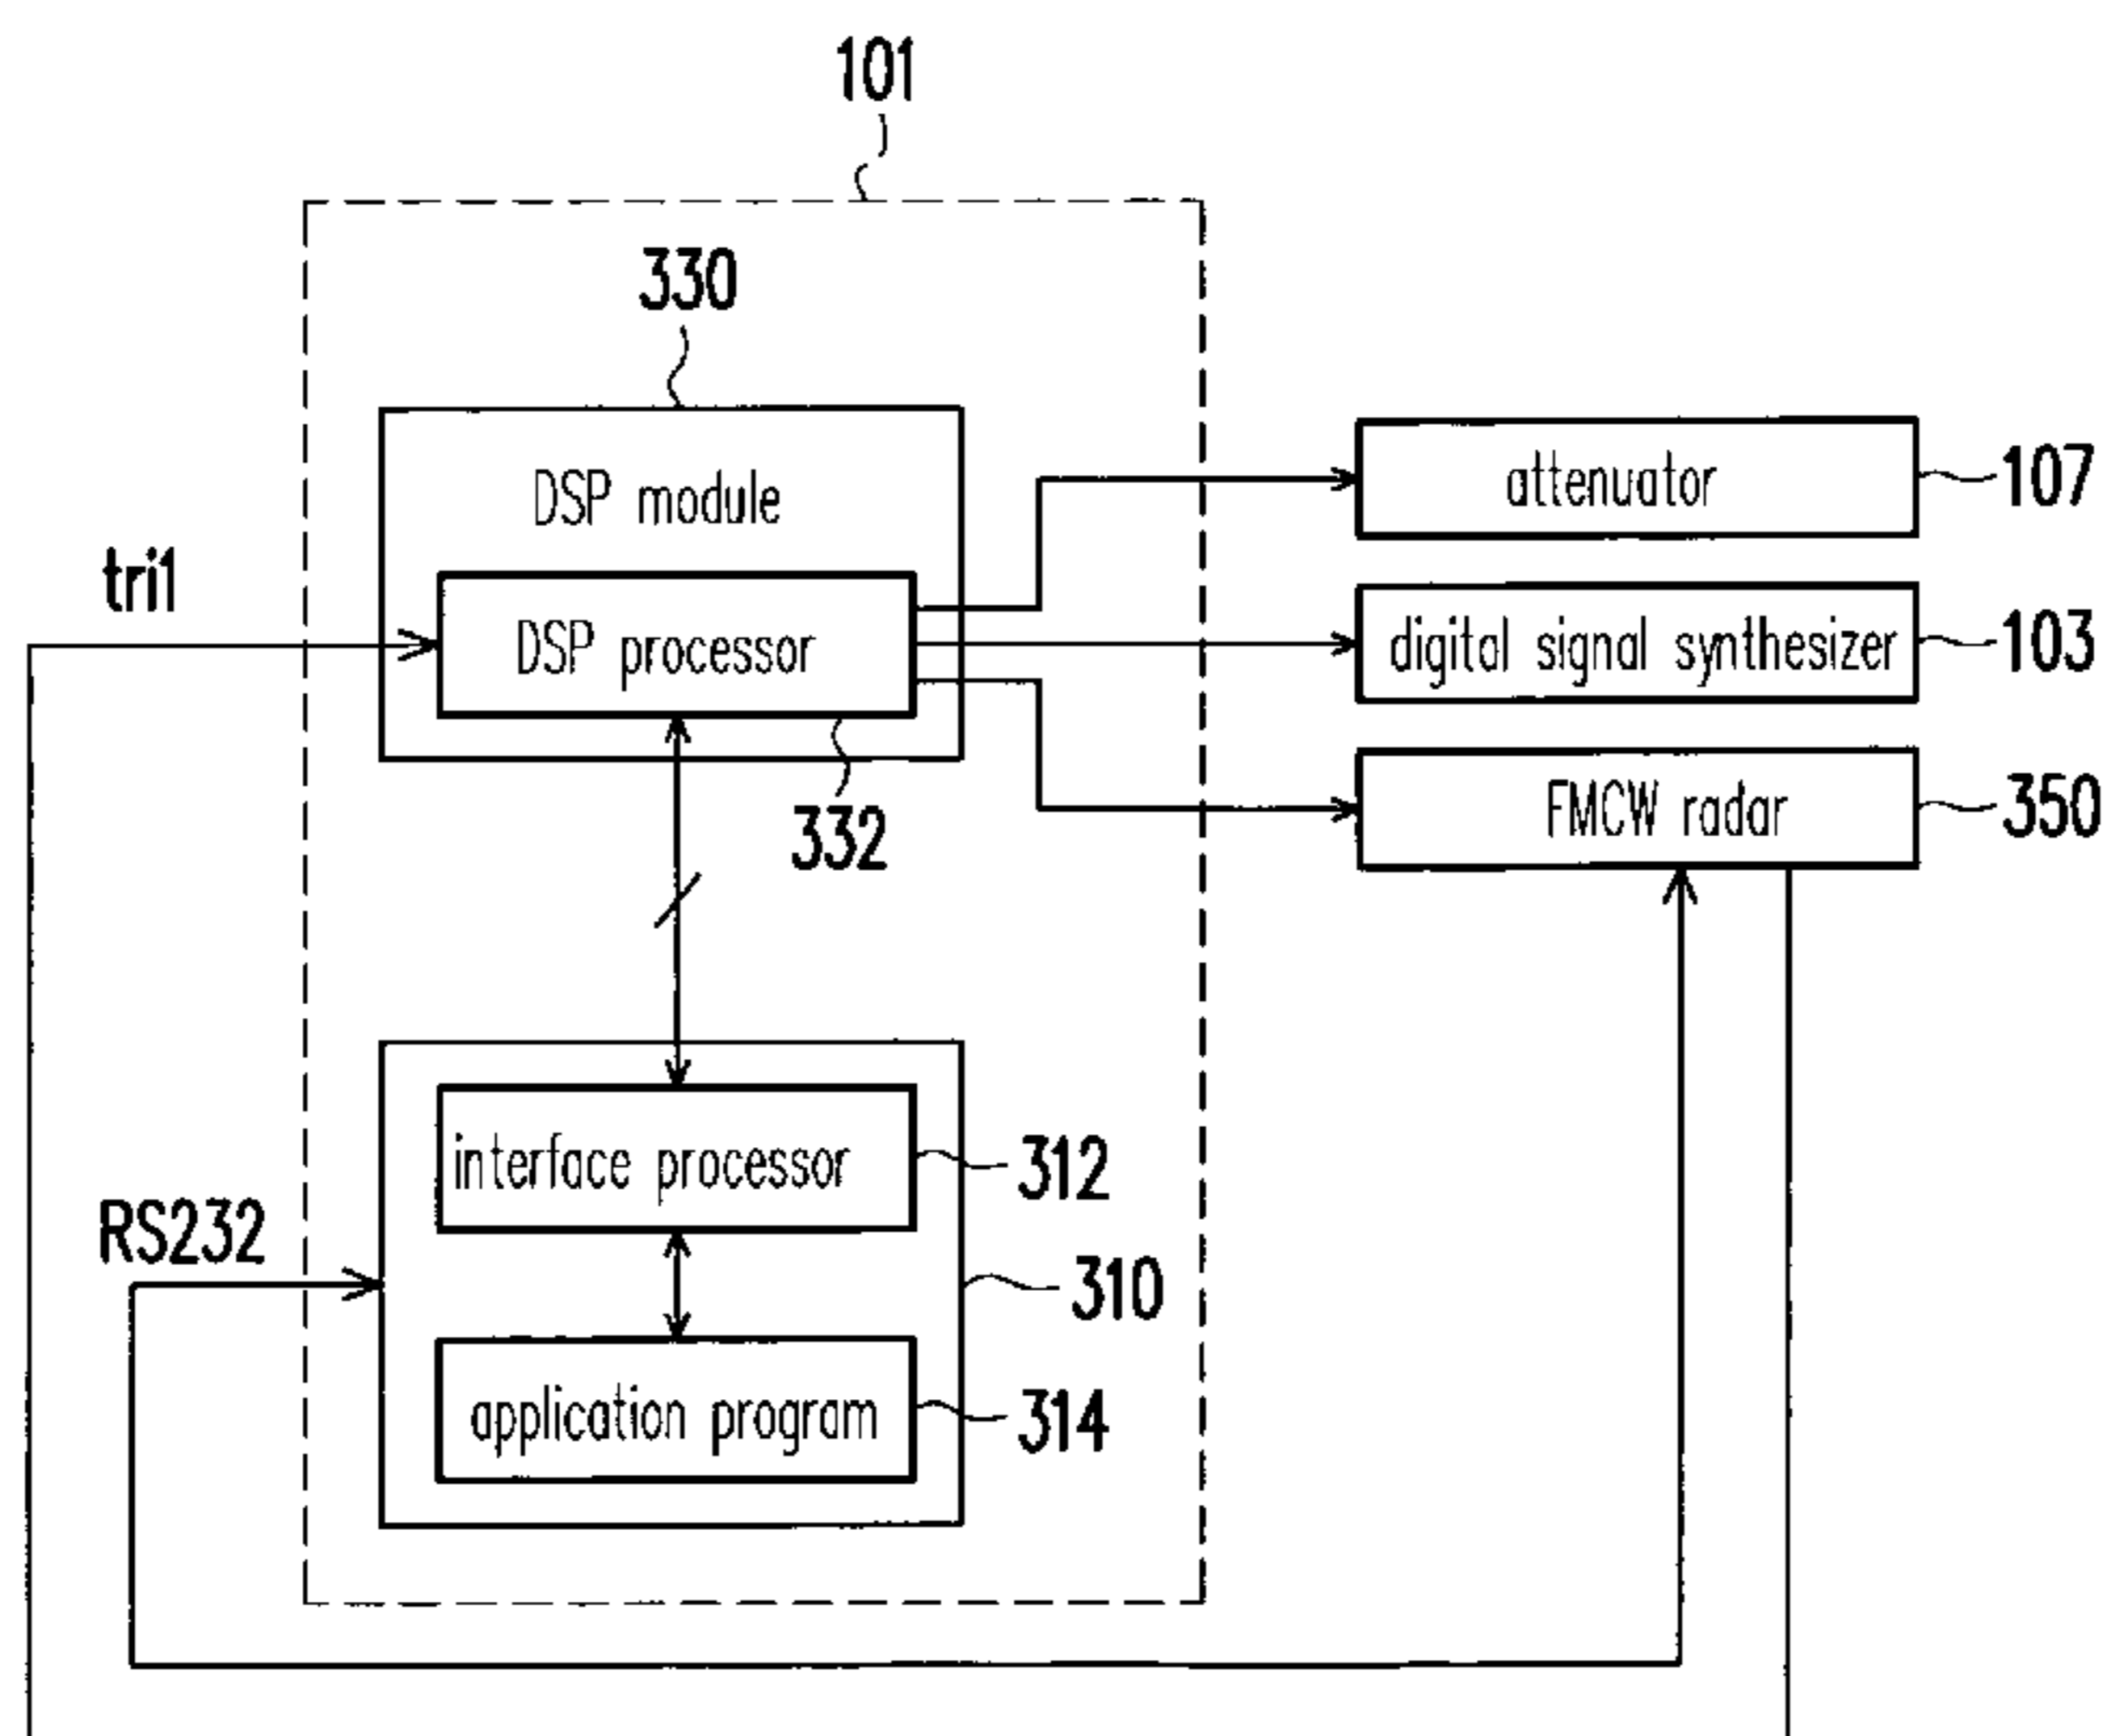 101
330
DSP module
attenuator
107
tri1
DSP processor
digital signal synthesizer
103
332
FMCW radar
350
interface processor
312
RS232
310
application program
314